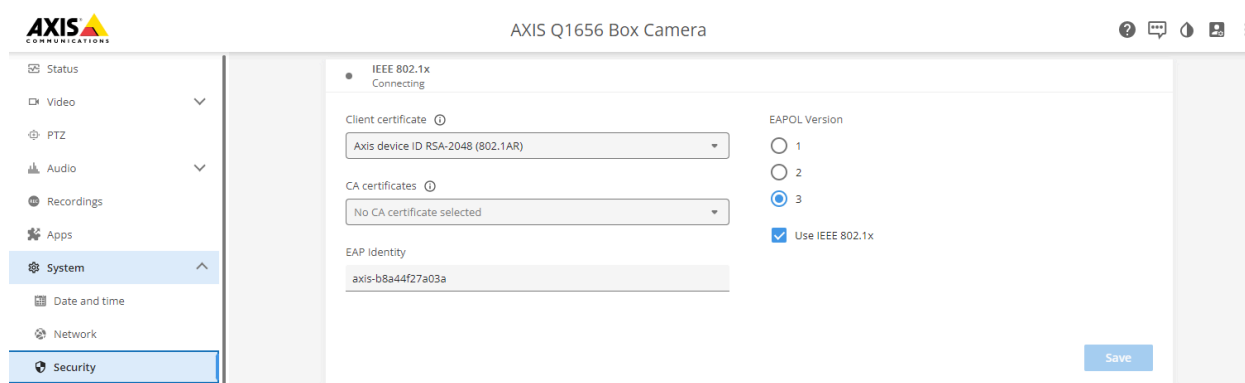 AXIS
COMMUNICATIONS
AXIS Q1656 Box Camera
Status
Video
PTZ
Audio
Recordings
Apps
System
Date and time
Network
Security
IEEE 802.1x
Connecting
Client certificate
Axis device ID RSA-2048 (802.1AR)
CA certificates
No CA certificate selected
EAP Identity
axis-b8a44f27a03a
EAPOL Version
1
2
3
Use IEEE 802.1x
Save